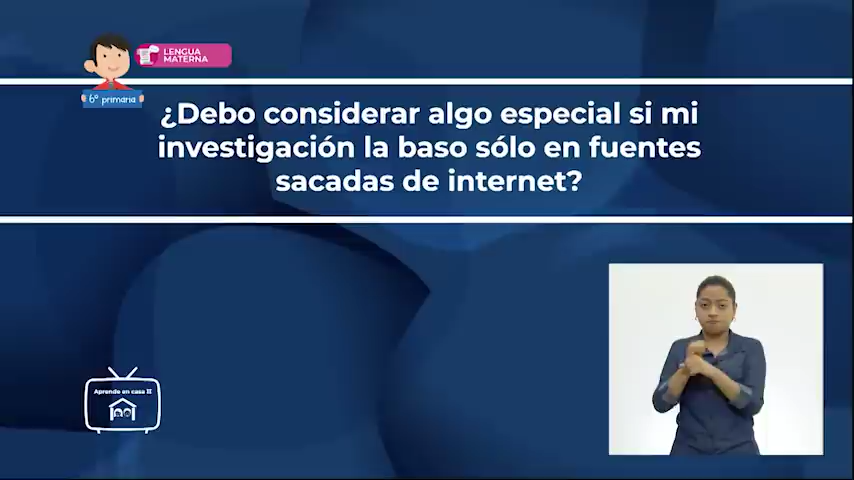 LENGUA
MATERNA
6º primaria
¿Debo considerar algo especial si mi
investigación la baso sólo en fuentes
sacadas de internet?
Aprende en casa II